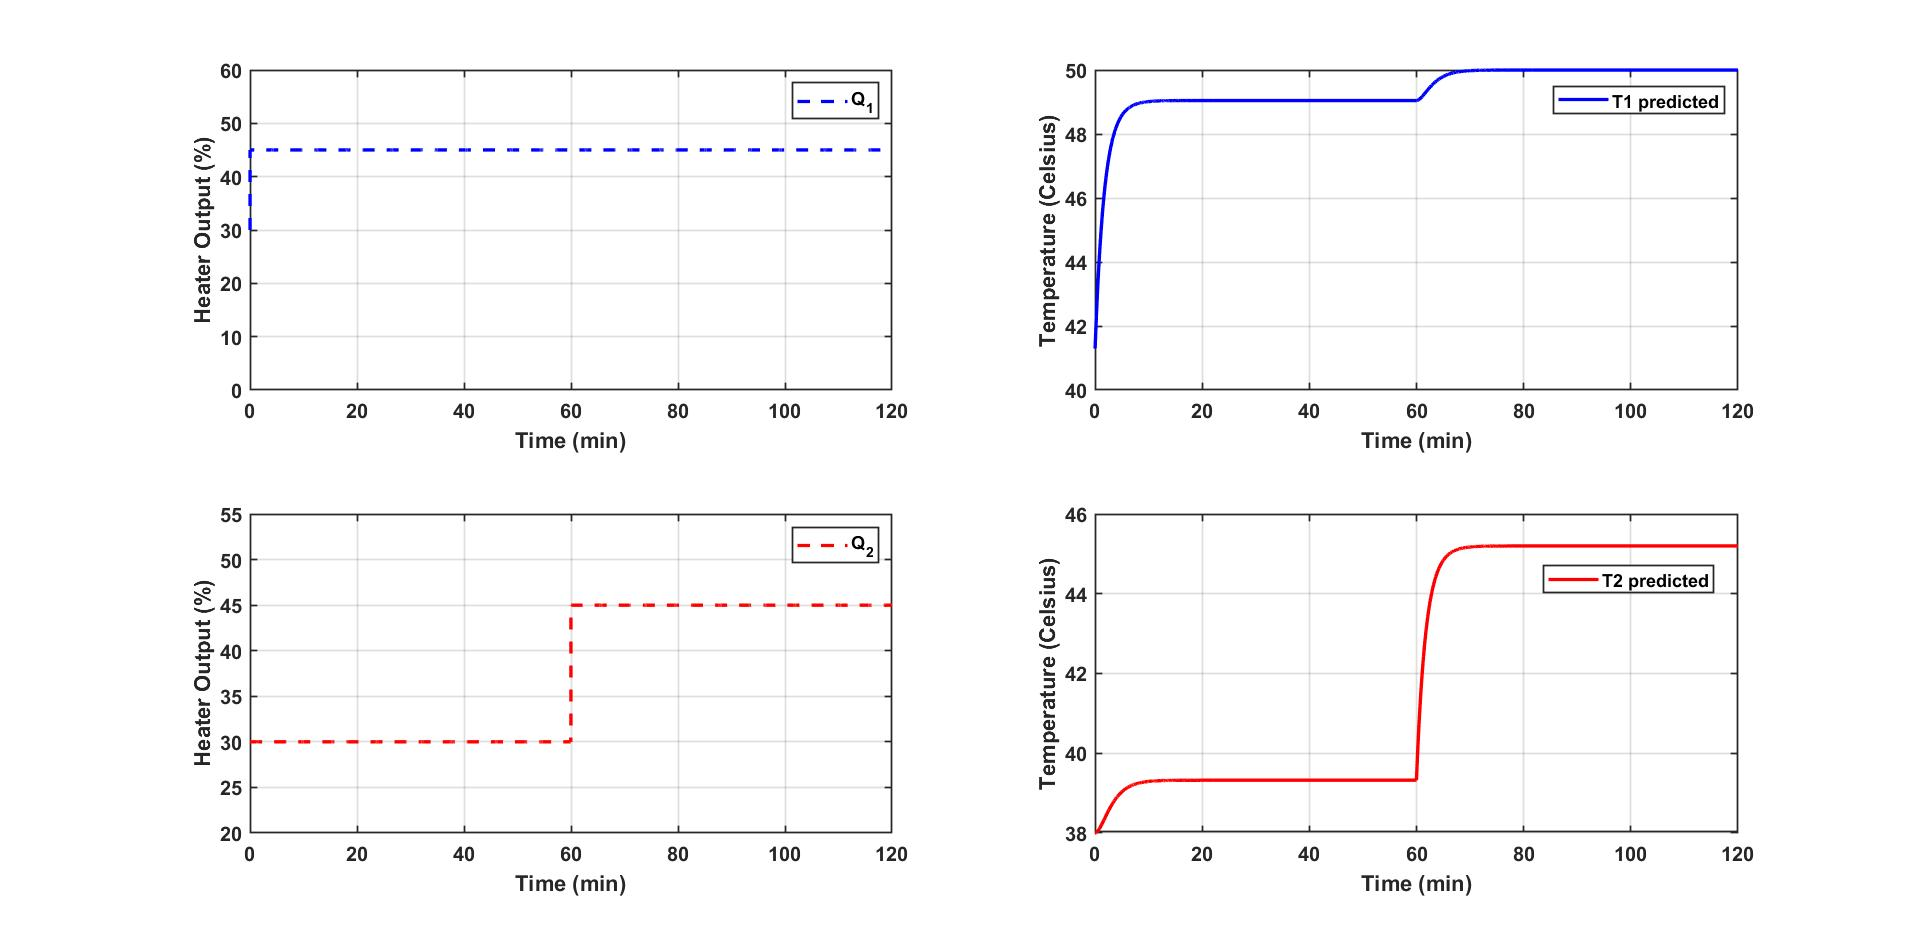 60
50
40
30
20
10
0
Heater Output (%)
0 20 40 60 80 100 120
Time (min)
Q1
50
48
46
44
42
40
Temperature (Celsius)
0 20 40 60 80 100 120
Time (min)
T1 predicted
55
50
45
40
35
30
25
20
Heater Output (%)
0 20 40 60 80 100 120
Time (min)
Q2
46
44
42
40
38
Temperature (Celsius)
0 20 40 60 80 100 120
Time (min)
T2 predicted